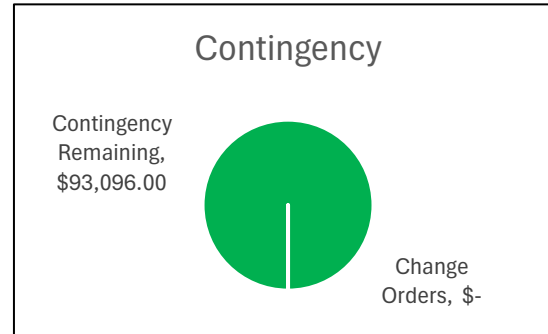 Contingency
Contingency
Remaining,
$93,096.00
Change
Orders, $-